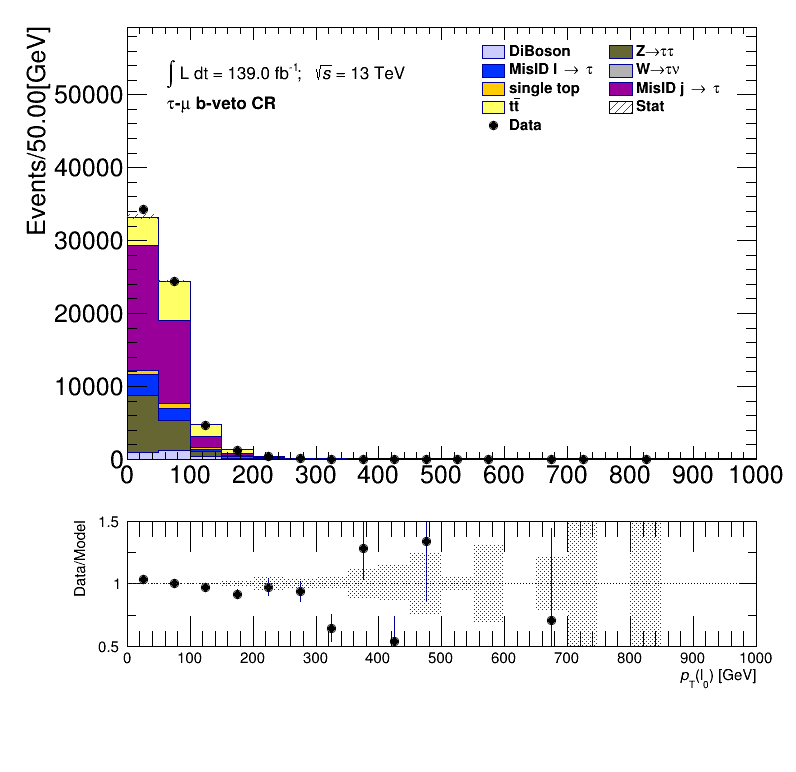 Events/50.00[GeV]
50000
40000
30000
20000
10000
0
∫ L dt = 139.0 fb⁻¹; √s = 13 TeV
τ-μ b-veto CR
DiBoson
MisID l → τ
single top
tt̄
Data
Z→ττ
W→τν
MisID j → τ
Stat
0 100 200 300 400 500 600 700 800 900 1000
Data/Model
1.5
1
0.5
0 100 200 300 400 500 600 700 800 900 1000
p_T(l_0) [GeV]